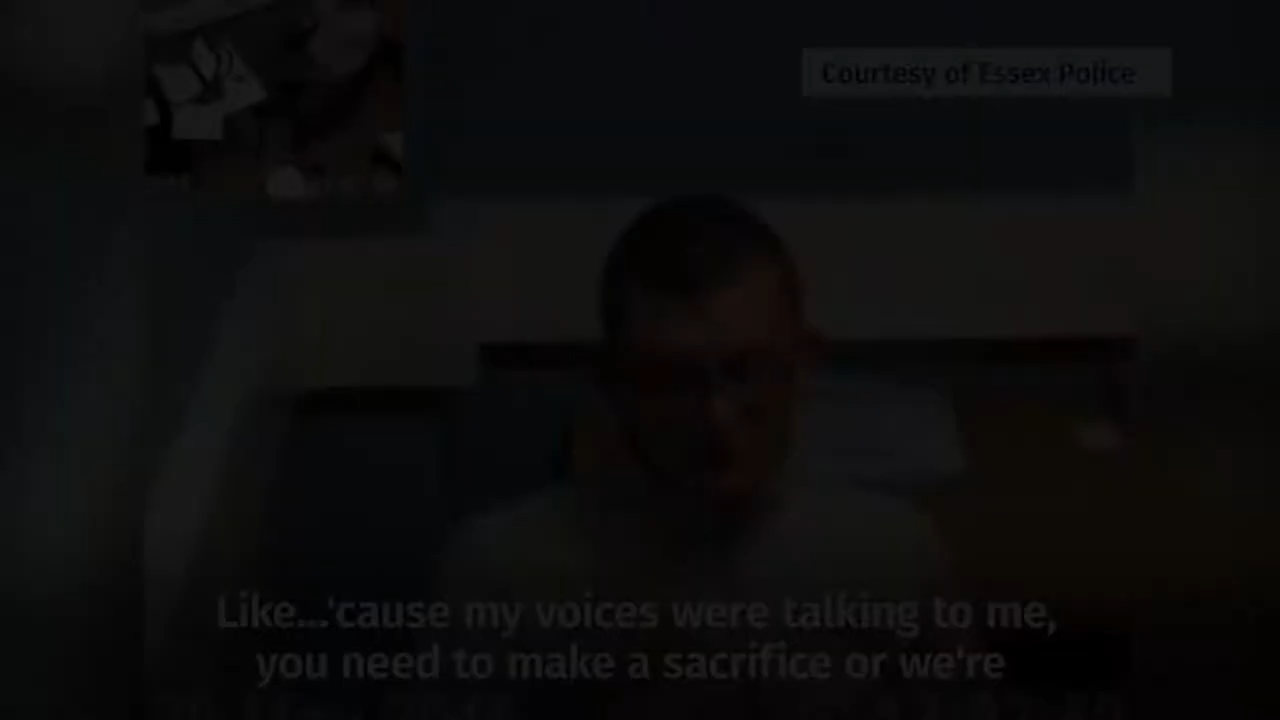 Courtesy of Essex Police
Like...'cause my voices were talking to me,
you need to make a sacrifice or we're